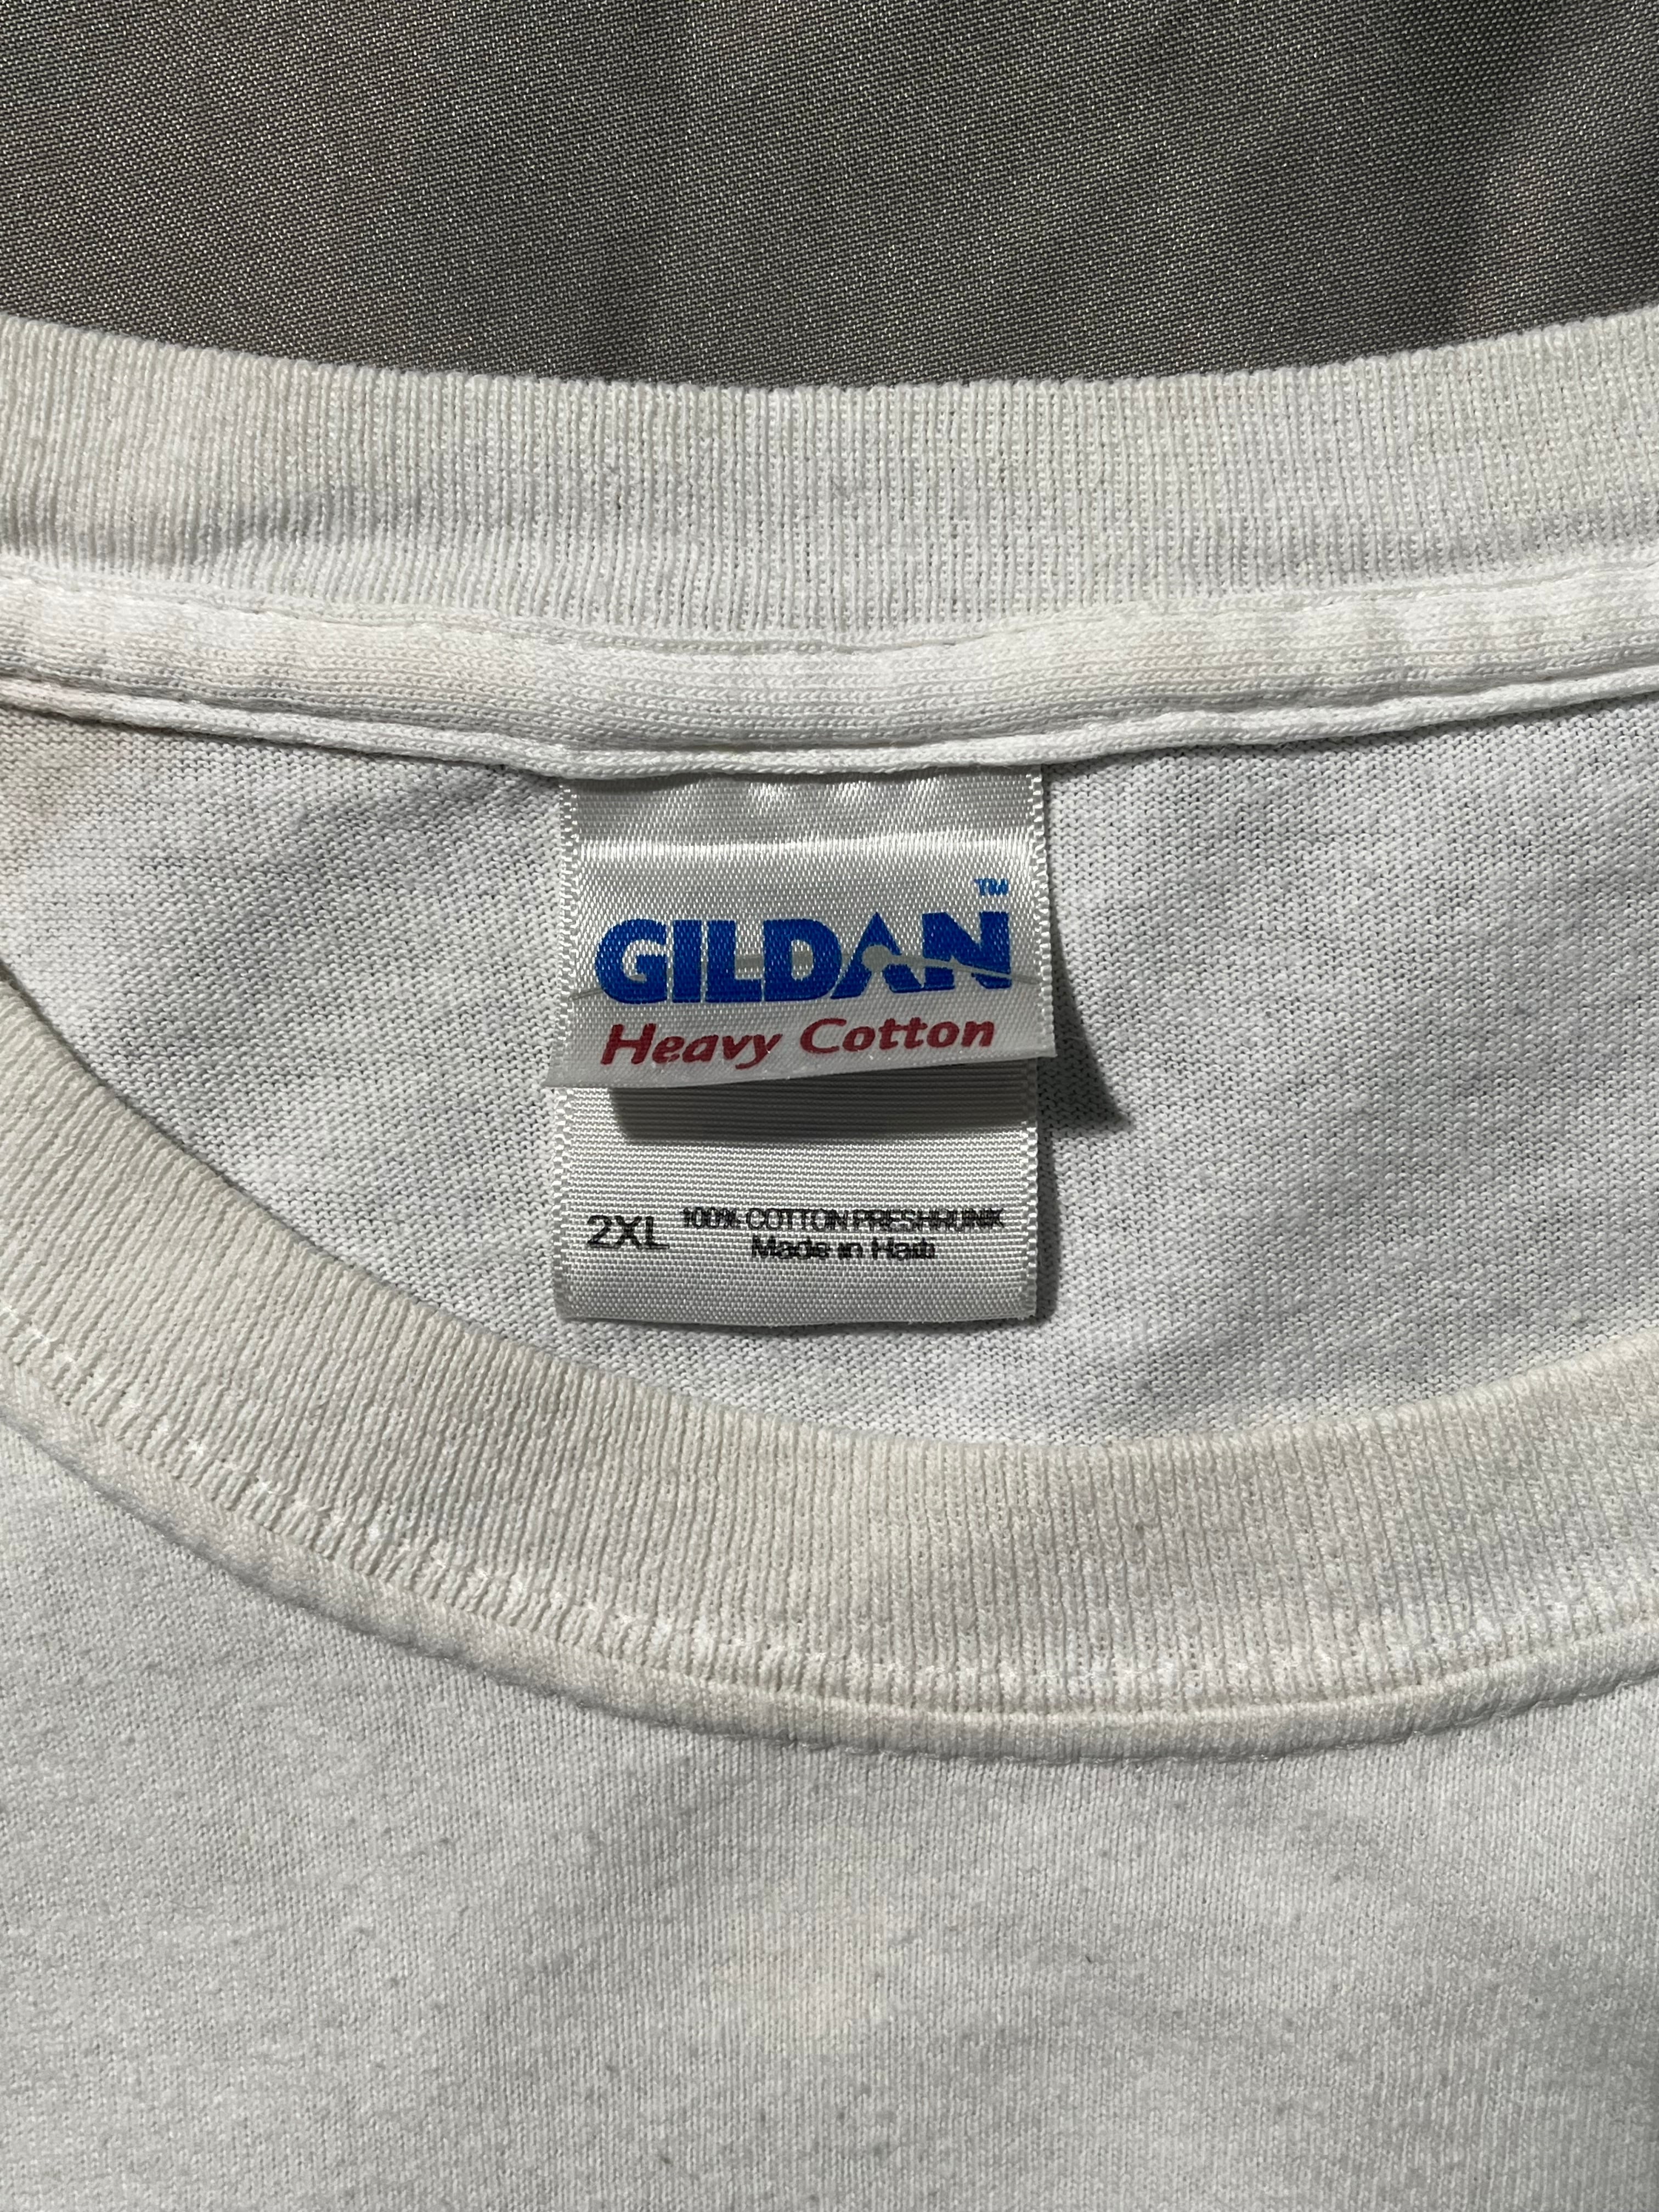 GILDAN™
Heavy Cotton
2XL 100% COTTON PRESHRUNK
Made in Haiti